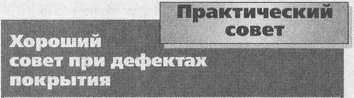 Практический
совет
Хороший
совет при дефектах
покрытия